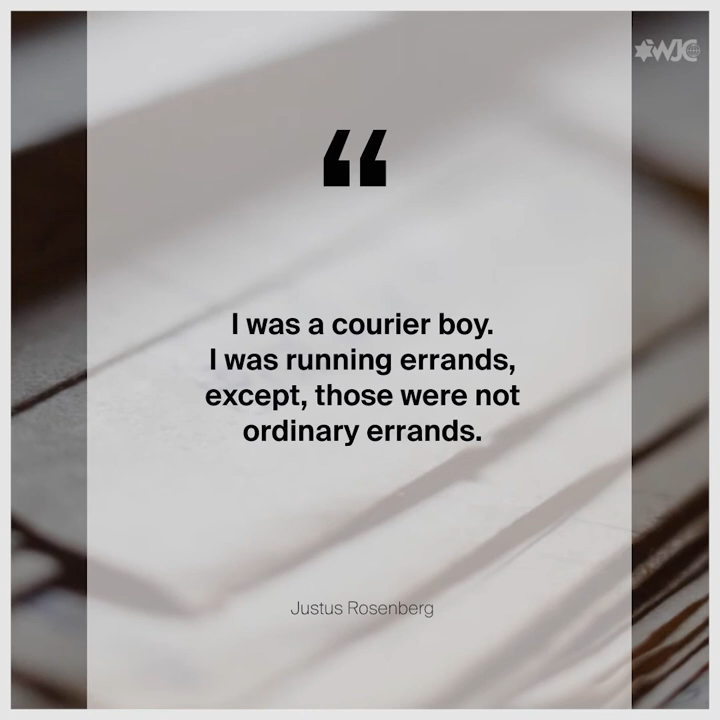 WJC
“
I was a courier boy.
I was running errands,
except, those were not
ordinary errands.
Justus Rosenberg